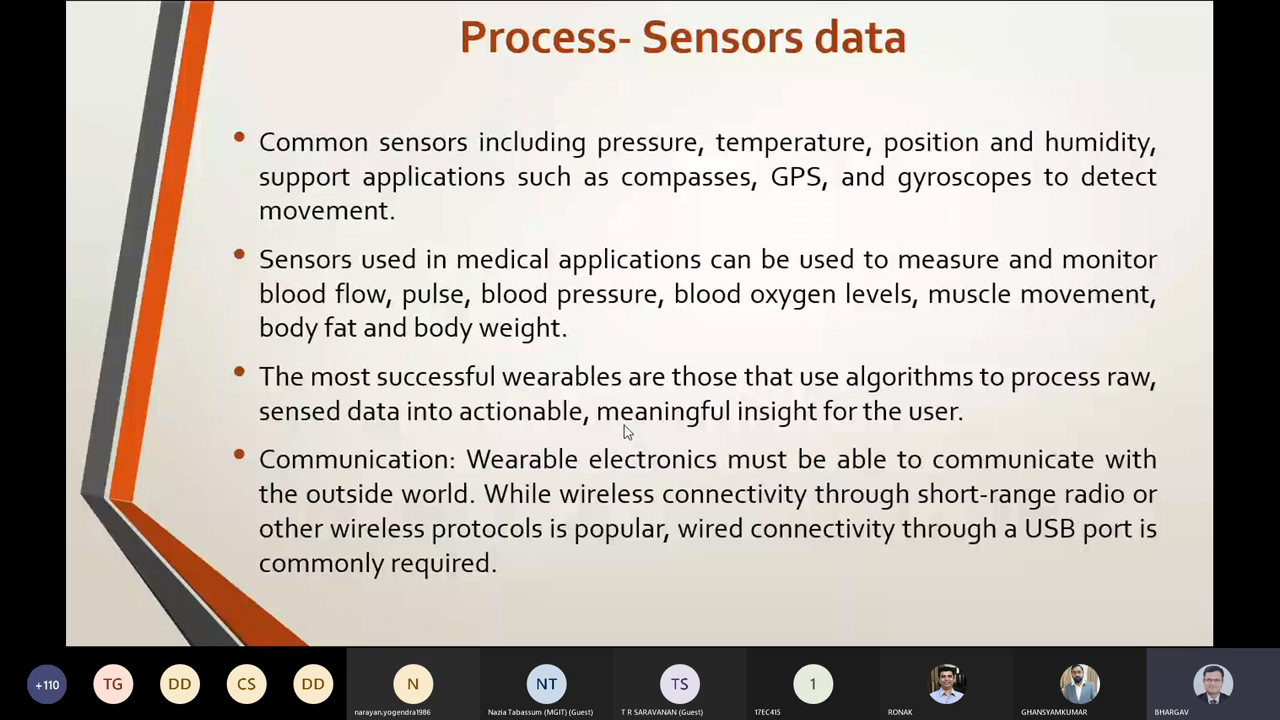 Process- Sensors data
Common sensors including pressure, temperature, position and humidity,
support applications such as compasses, GPS, and gyroscopes to detect
movement.
Sensors used in medical applications can be used to measure and monitor
blood flow, pulse, blood pressure, blood oxygen levels, muscle movement,
body fat and body weight.
The most successful wearables are those that use algorithms to process raw,
sensed data into actionable, meaningful insight for the user.
Communication: Wearable electronics must be able to communicate with
the outside world. While wireless connectivity through short-range radio or
other wireless protocols is popular, wired connectivity through a USB port is
commonly required.
+110 TG DD CS DD N NT TS 1
narayan.yogendra1986 Nazia Tabassum (MGIT) (Guest) T R SARAVANAN (Guest) 17EC415 RONAK GHANSYAMKUMAR BHARGAV